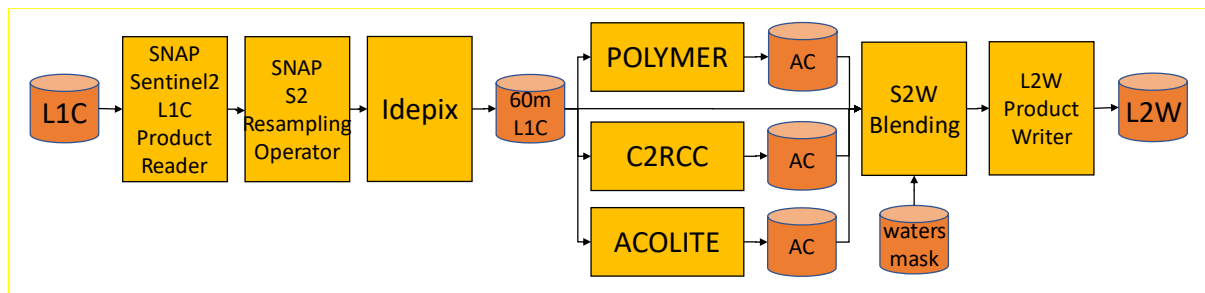 L1C
SNAP
Sentinel2
L1C
Product
Reader
SNAP
S2
Resampling
Operator
Idepix
60m
L1C
POLYMER
AC
C2RCC
AC
ACOLITE
AC
S2W
Blending
waters
mask
L2W
Product
Writer
L2W